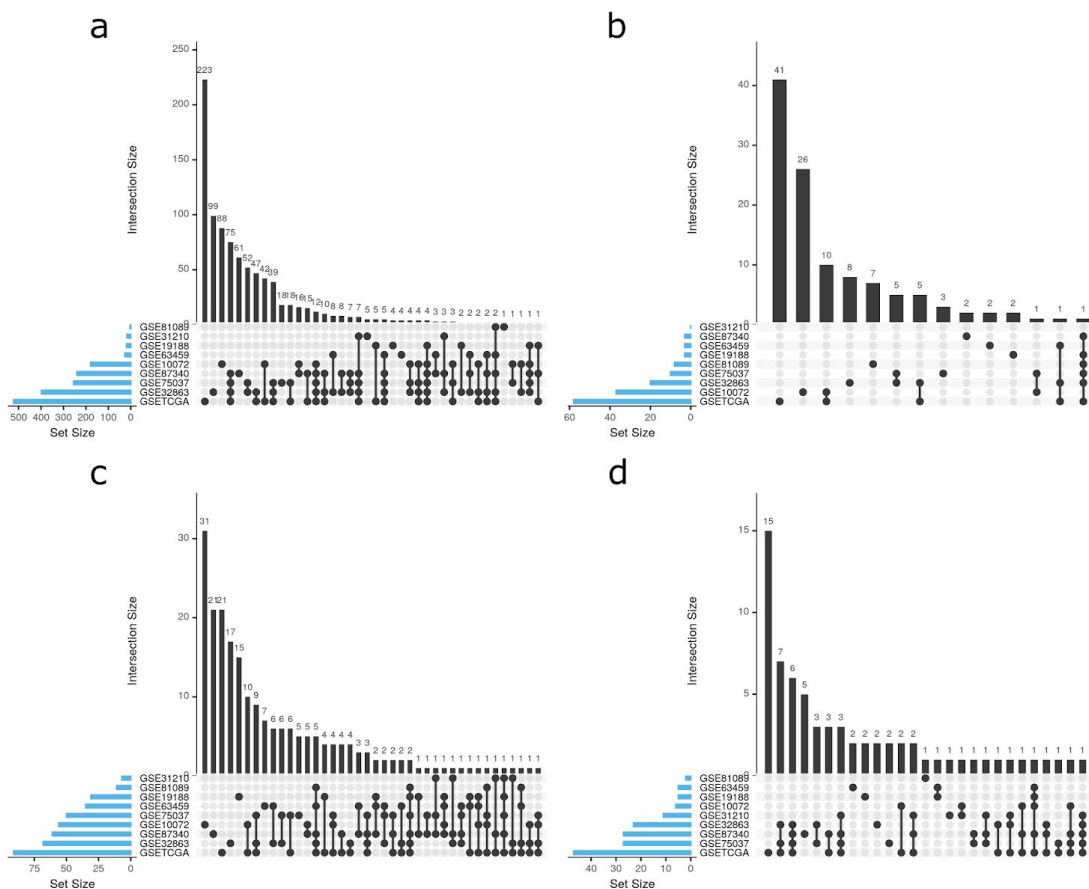 a
250
200
150
100
50
0
Intersection Size
223 99 88 75 61 52 47 42 39 18 18 16 15 12 10 8 8 7 7 5 5 5 4 4 4 4 4 3 3 3 2 2 2 2 2 1 1 1 1 1
GSE81089
GSE31210
GSE19188
GSE63459
GSE10072
GSE87340
GSE75037
GSE32863
GSETCGA
500 400 300 200 100 0
Set Size
b
40
30
20
10
0
Intersection Size
41 26 10 8 7 5 5 3 2 2 2 1 1 1
GSE31210
GSE87340
GSE63459
GSE19188
GSE81089
GSE75037
GSE32863
GSE10072
GSETCGA
60 40 20 0
Set Size
c
30
20
10
0
Intersection Size
31 21 21 17 15 10 9 7 6 6 6 5 5 5 4 4 4 4 3 3 2 2 2 2 2 1 1 1 1 1 1 1 1 1 1 1 1 1 1 1
GSE31210
GSE81089
GSE19188
GSE63459
GSE75037
GSE10072
GSE87340
GSE32863
GSETCGA
75 50 25 0
Set Size
d
15
10
5
0
Intersection Size
15 7 6 5 3 3 3 2 2 2 2 2 2 1 1 1 1 1 1 1 1 1 1 1 1 1 1
GSE81089
GSE63459
GSE19188
GSE10072
GSE31210
GSE32863
GSE87340
GSE75037
GSETCGA
40 20 0
Set Size